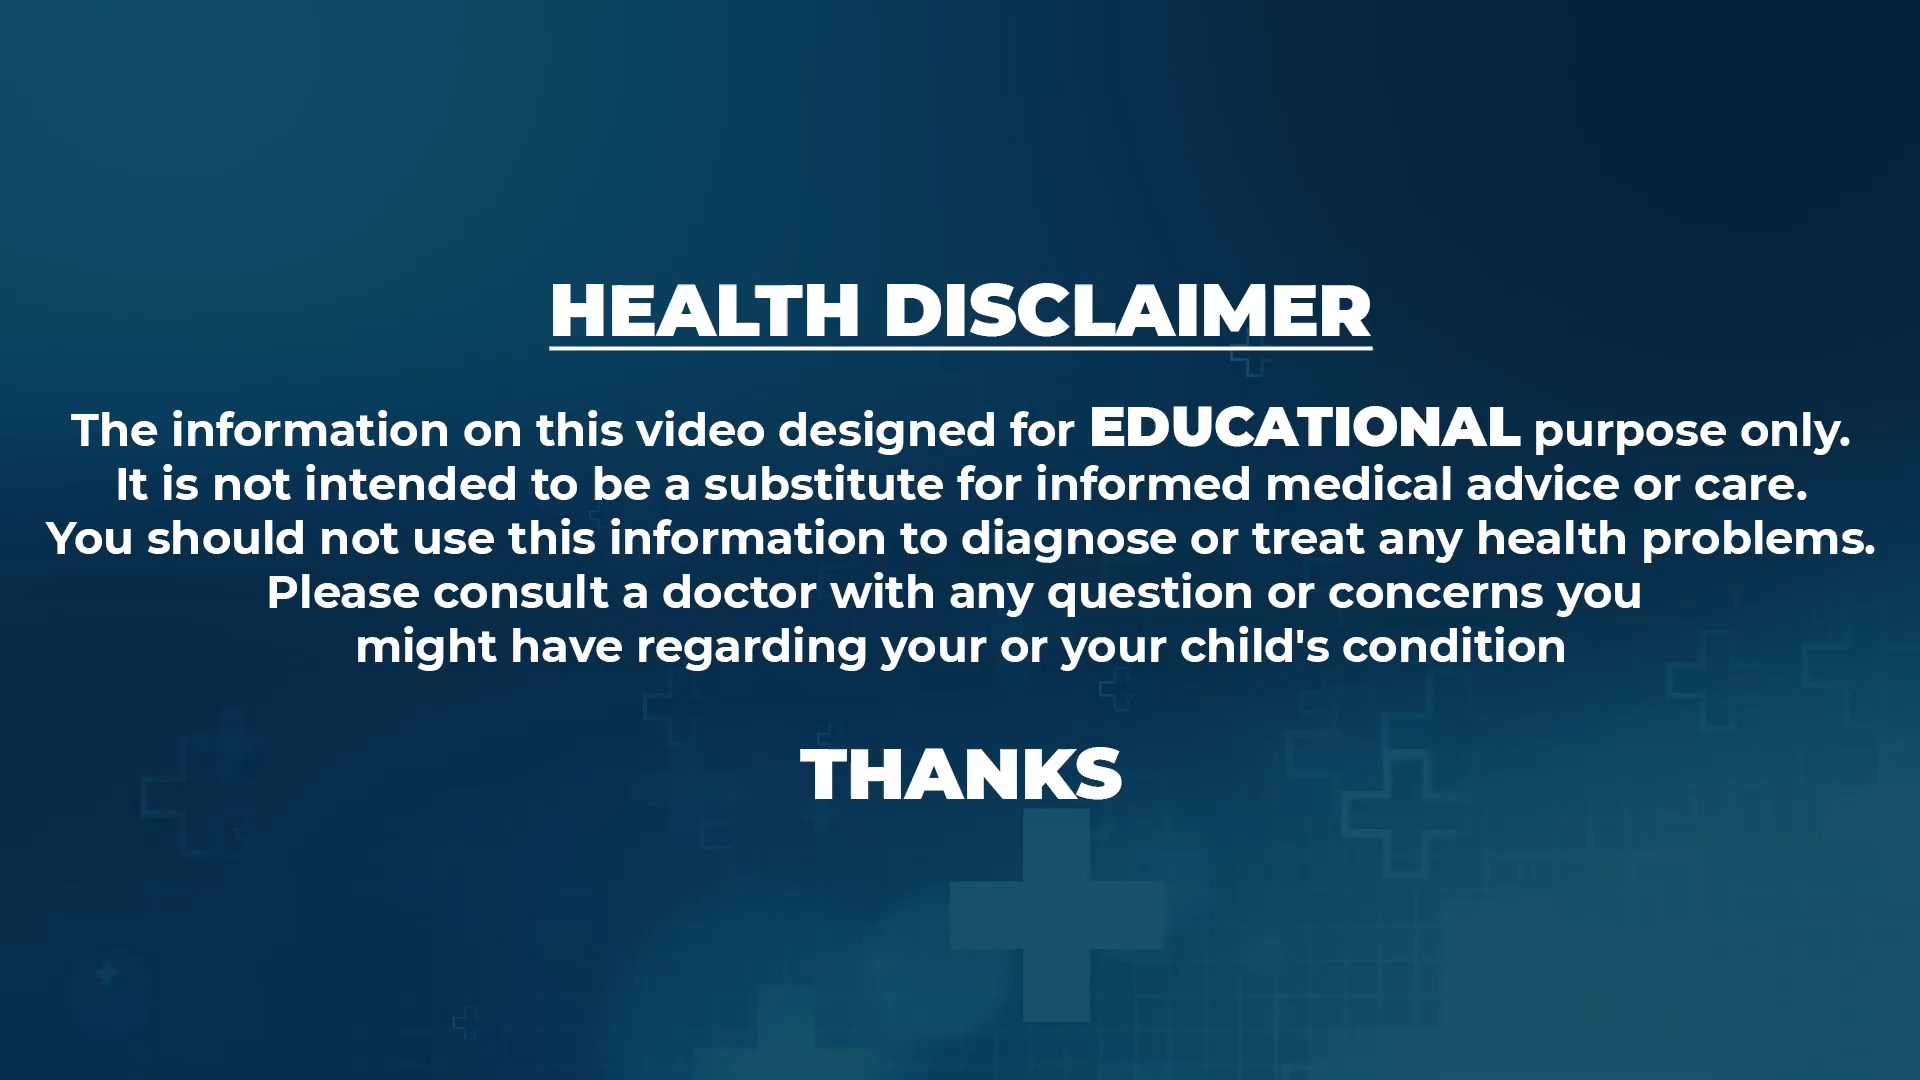 HEALTH DISCLAIMER
The information on this video designed for EDUCATIONAL purpose only.
It is not intended to be a substitute for informed medical advice or care.
You should not use this information to diagnose or treat any health problems.
Please consult a doctor with any question or concerns you
might have regarding your or your child's condition
THANKS